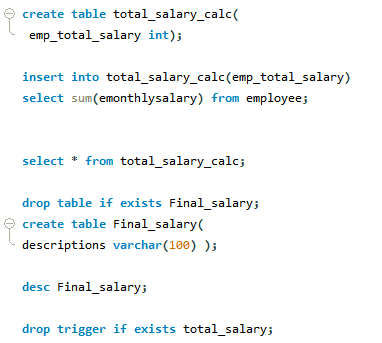 create table total_salary_calc(
emp_total_salary int);
insert into total_salary_calc(emp_total_salary)
select sum(emonthlysalary) from employee;
select * from total_salary_calc;
drop table if exists Final_salary;
create table Final_salary(
descriptions varchar(100) );
desc Final_salary;
drop trigger if exists total_salary;